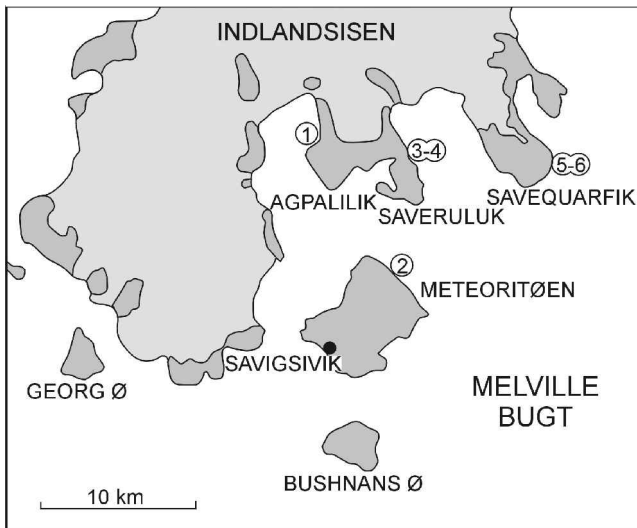 INDLANDSISEN
1
3-4
5-6
AGPALILIK
SAVERULUK
SAVEQUARFIK
2
METEORITØEN
SAVIGSIVIK
GEORG Ø
MELVILLE
BUGT
BUSHNANS Ø
10 km